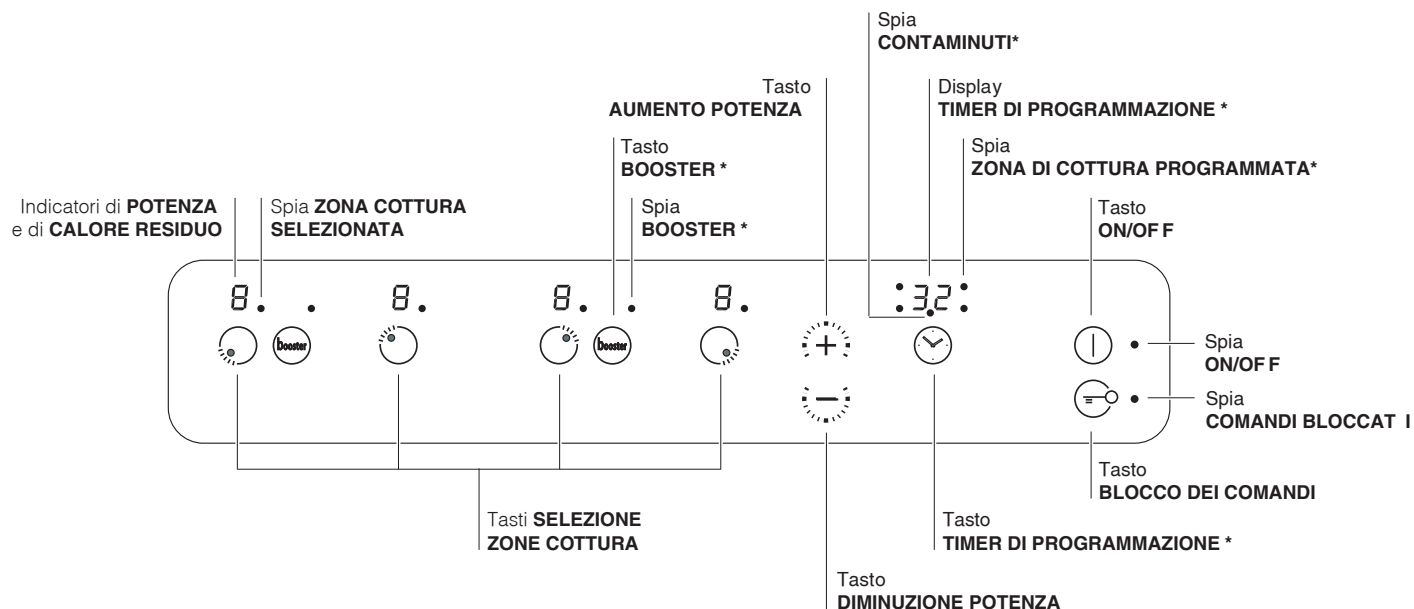 Spia
CONTAMINUTI*
Tasto
AUMENTO POTENZA
Display
TIMER DI PROGRAMMAZIONE *
Tasto
BOOSTER *
Spia
ZONA DI COTTURA PROGRAMMATA*
Indicatori di POTENZA
e di CALORE RESIDUO
Spia ZONA COTTURA
SELEZIONATA
Spia
BOOSTER *
Tasto
ON/OF F
8. 8. 8. 8. 32
booster booster
+
Spia
ON/OF F
−
Spia
COMANDI BLOCCAT I
Tasto
BLOCCO DEI COMANDI
Tasti SELEZIONE
ZONE COTTURA
Tasto
TIMER DI PROGRAMMAZIONE *
Tasto
DIMINUZIONE POTENZA